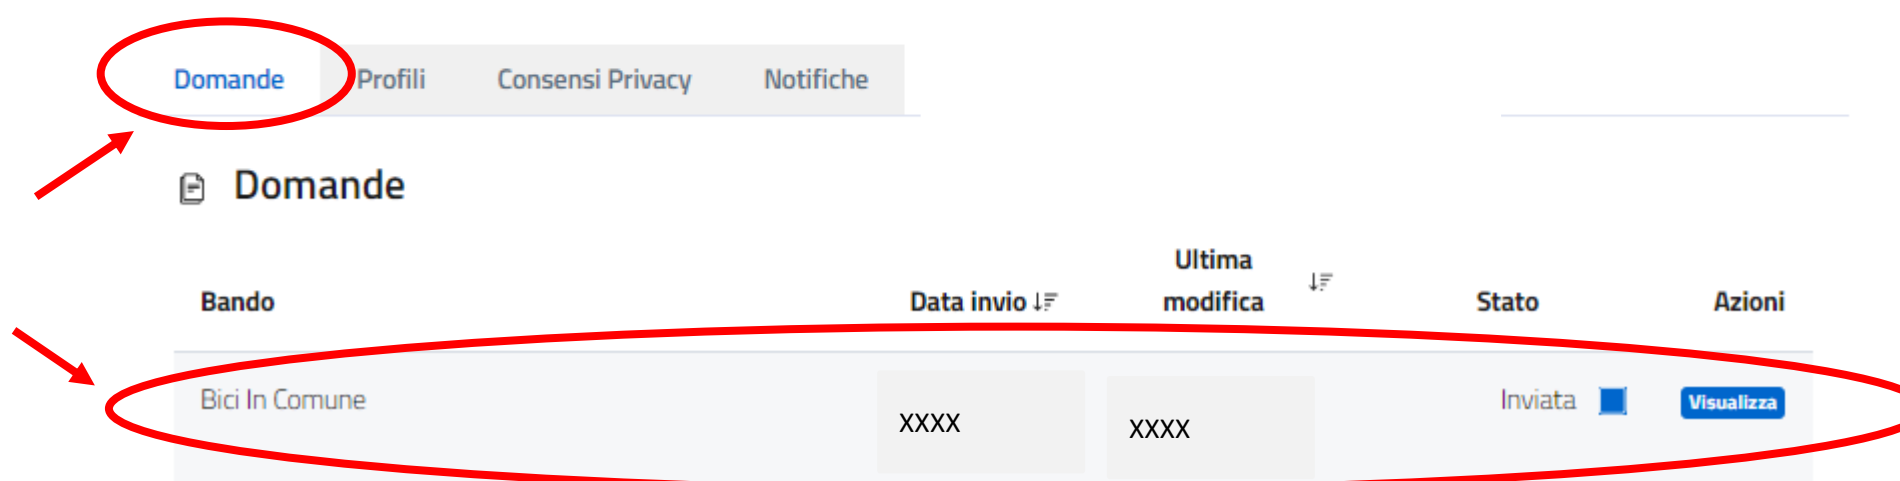 Domande Profili Consensi Privacy Notifiche
Domande
Bando Data invio Ultima modifica Stato Azioni
Bici In Comune XXXX XXXX Inviata Visualizza